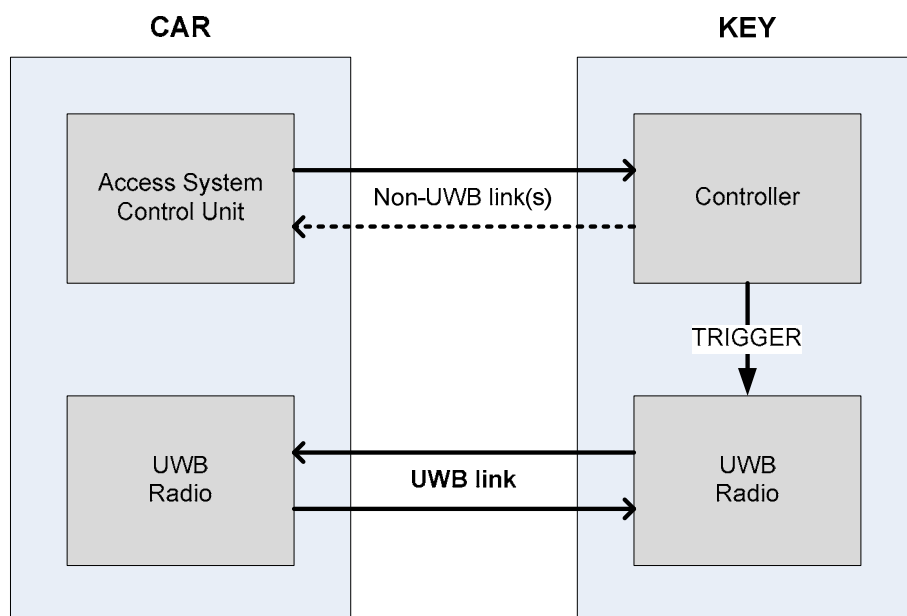 CAR
KEY
Access System
Control Unit
Non-UWB link(s)
Controller
TRIGGER
UWB
Radio
UWB link
UWB
Radio